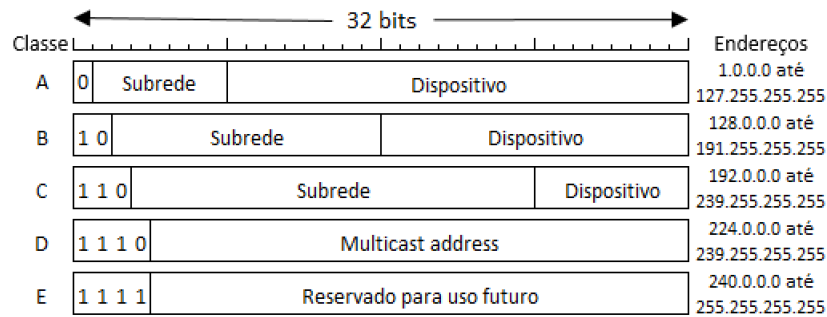 32 bits
Classe Endereços
A 0 Subrede Dispositivo 1.0.0.0 até
127.255.255.255
B 1 0 Subrede Dispositivo 128.0.0.0 até
191.255.255.255
C 1 1 0 Subrede Dispositivo 192.0.0.0 até
239.255.255.255
D 1 1 1 0 Multicast address 224.0.0.0 até
239.255.255.255
E 1 1 1 1 Reservado para uso futuro 240.0.0.0 até
255.255.255.255